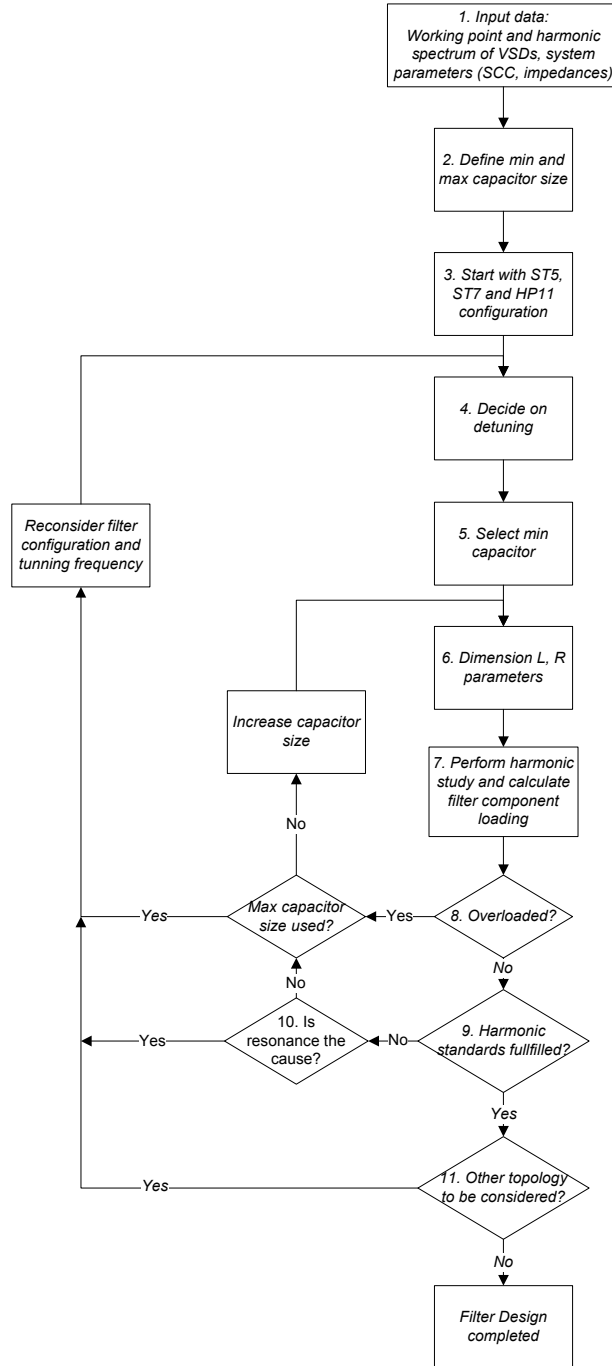 1. Input data:
Working point and harmonic
spectrum of VSDs, system
parameters (SCC, impedances)
2. Define min and
max capacitor size
3. Start with ST5,
ST7 and HP11
configuration
4. Decide on
detuning
Reconsider filter
configuration and
tunning frequency
5. Select min
capacitor
6. Dimension L, R
parameters
Increase capacitor
size
7. Perform harmonic
study and calculate
filter component
loading
No
Yes
Max capacitor
size used?
Yes
8. Overloaded?
No
No
Yes
10. Is
resonance the
cause?
No
9. Harmonic
standards fullfilled?
Yes
Yes
11. Other topology
to be considered?
No
Filter Design
completed